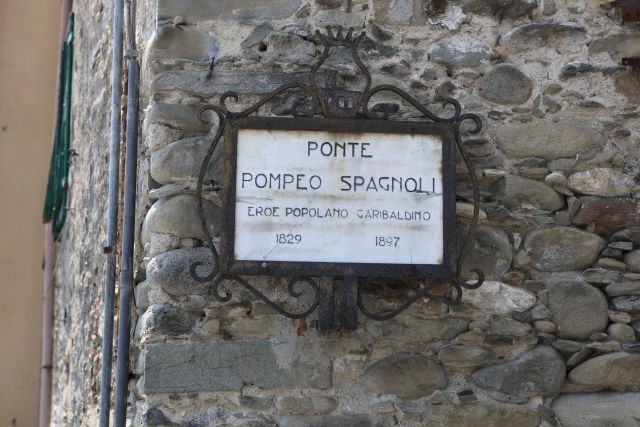 PONTE
POMPEO SPAGNOLI
EROE POPOLANO GARIBALDINO
1829 1897